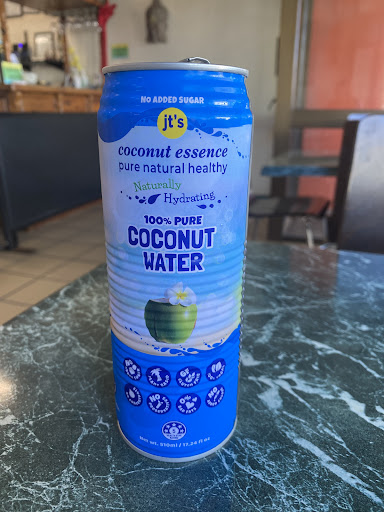 NO ADDED SUGAR
jt's
coconut essence
pure natural healthy
Naturally
Hydrating
100% PURE
COCONUT
WATER